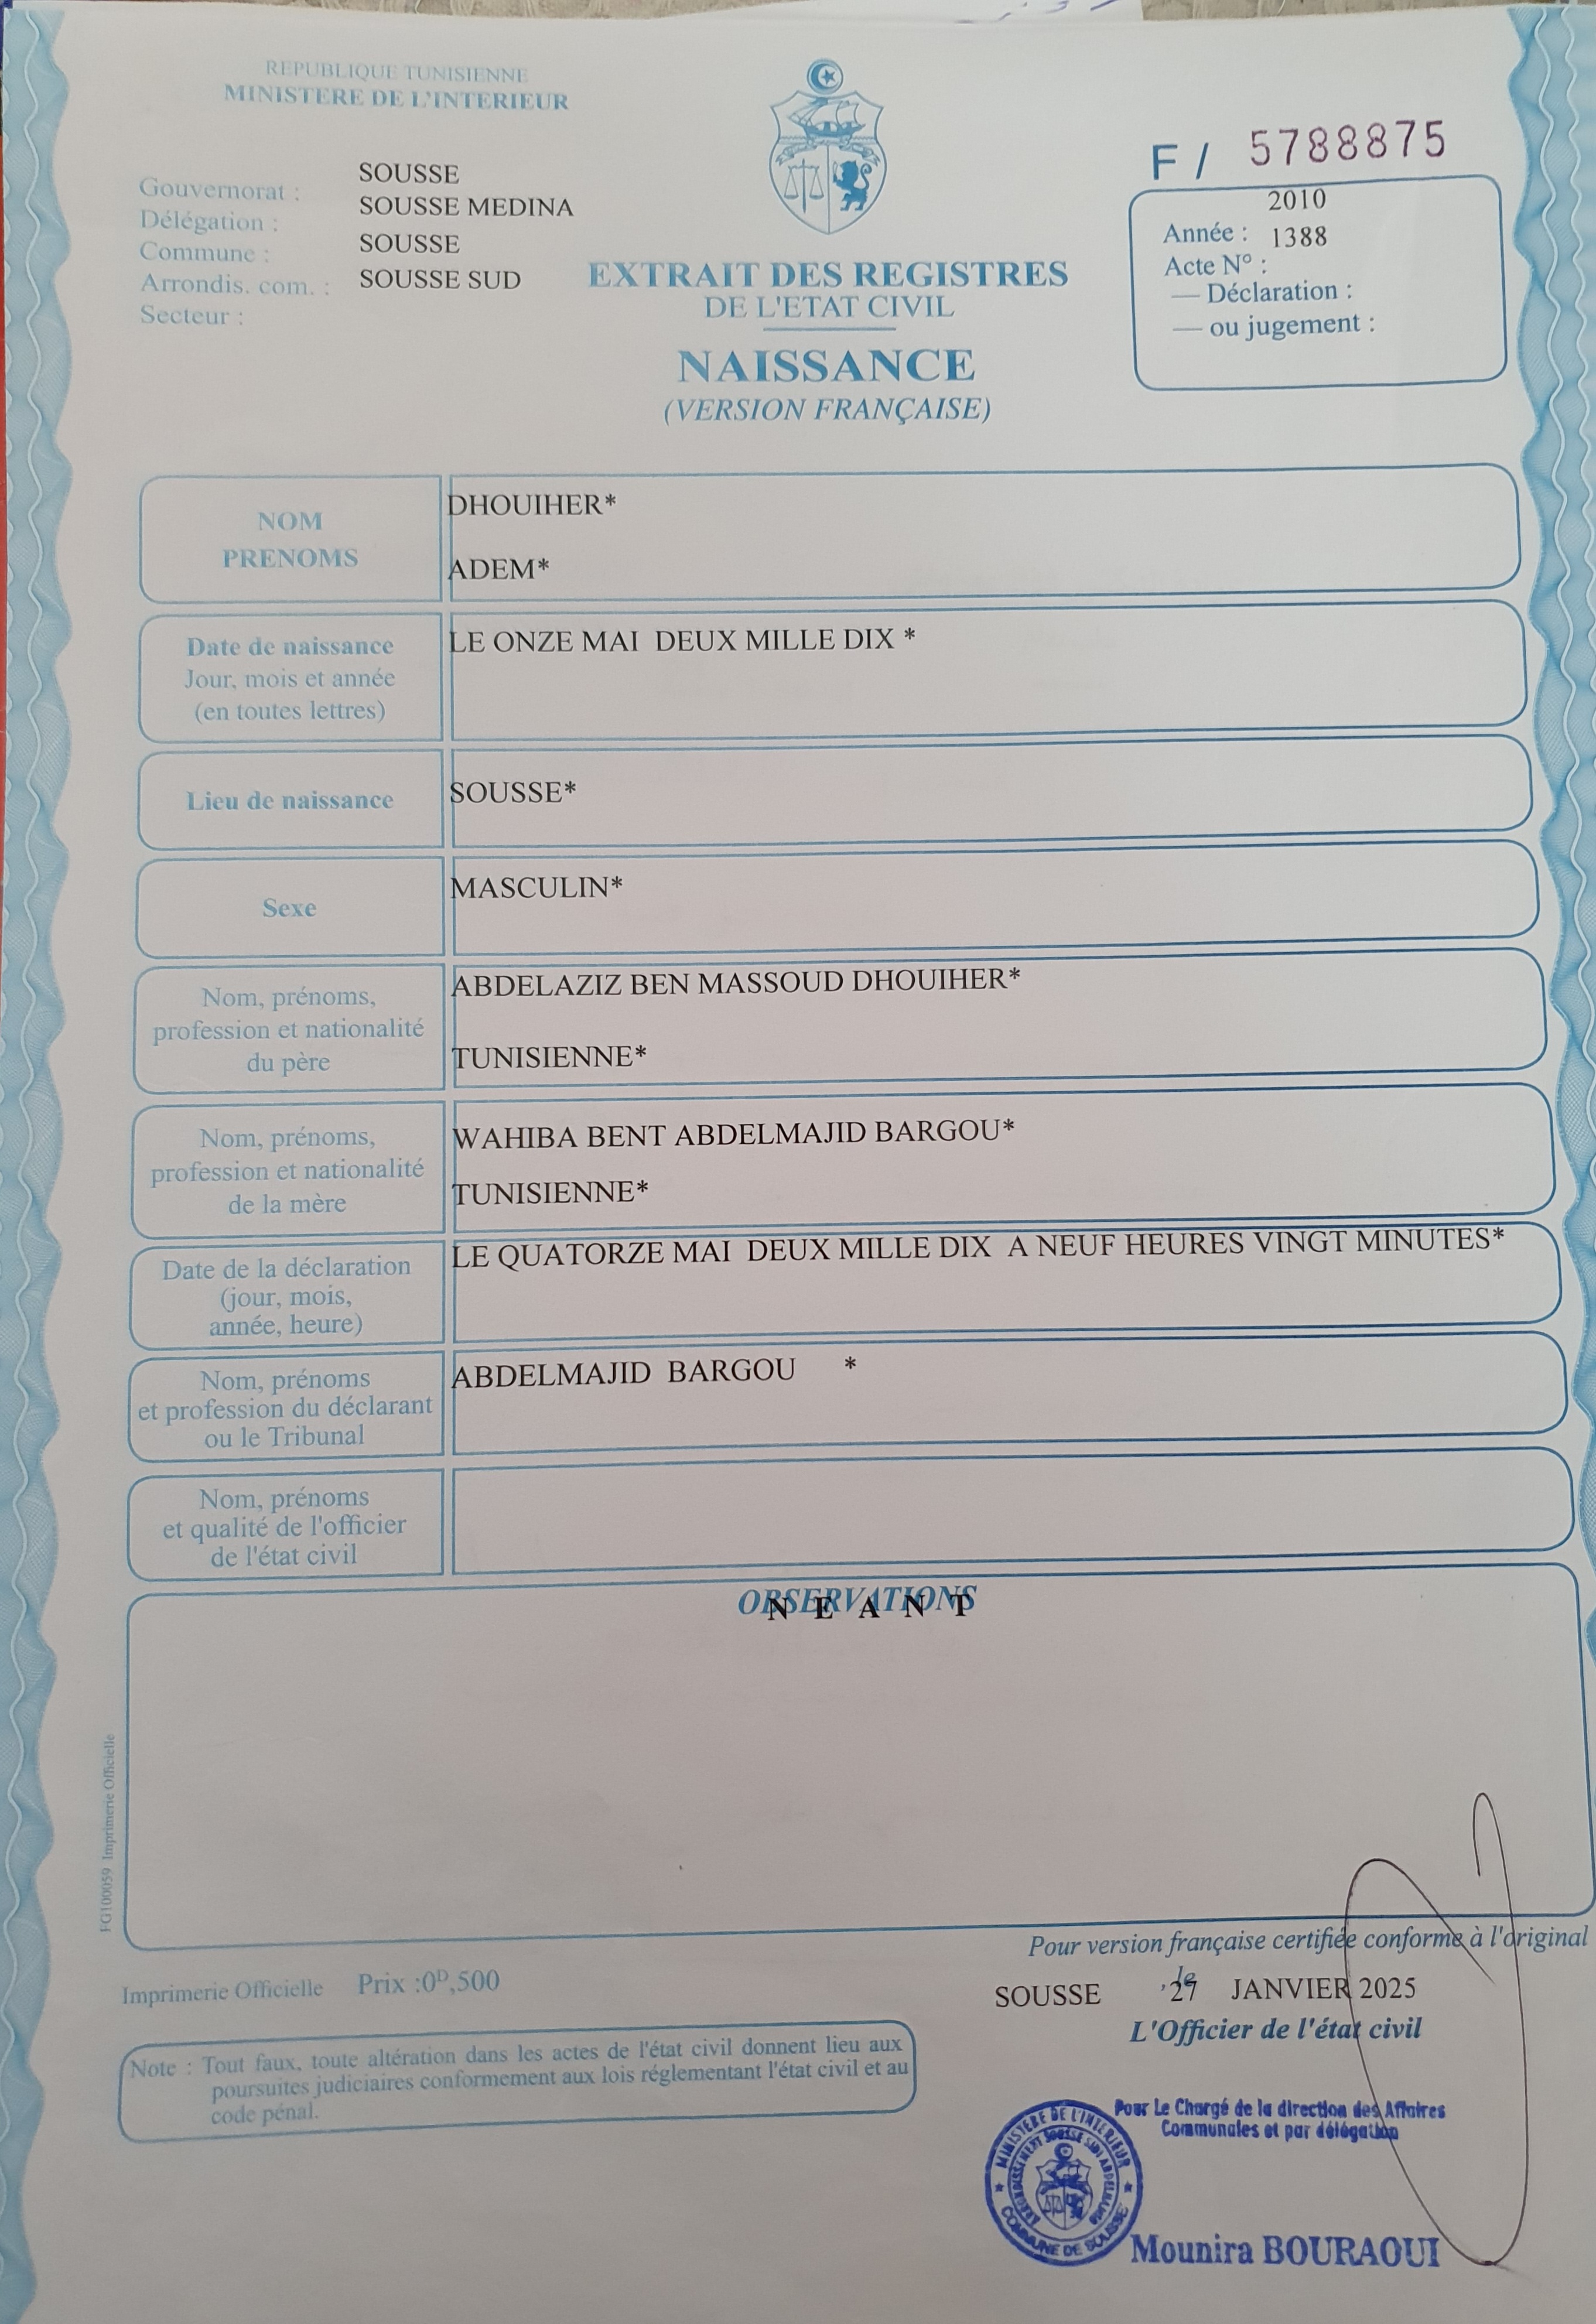 REPUBLIQUE TUNISIENNE
MINISTERE DE L'INTERIEUR
Gouvernorat : SOUSSE
Délégation : SOUSSE MEDINA
Commune : SOUSSE
Arrondis. com. : SOUSSE SUD
Secteur :
EXTRAIT DES REGISTRES
DE L'ETAT CIVIL
NAISSANCE
(VERSION FRANÇAISE)
F / 5788875
2010
Année : 1388
Acte N° :
— Déclaration :
— ou jugement :
NOM
PRENOMS
DHOUIHER*
ADEM*
Date de naissance
Jour, mois et année
(en toutes lettres)
LE ONZE MAI DEUX MILLE DIX *
Lieu de naissance
SOUSSE*
Sexe
MASCULIN*
Nom, prénoms,
profession et nationalité
du père
ABDELAZIZ BEN MASSOUD DHOUIHER*
TUNISIENNE*
Nom, prénoms,
profession et nationalité
de la mère
WAHIBA BENT ABDELMAJID BARGOU*
TUNISIENNE*
Date de la déclaration
(jour, mois,
année, heure)
LE QUATORZE MAI DEUX MILLE DIX A NEUF HEURES VINGT MINUTES*
Nom, prénoms
et profession du déclarant
ou le Tribunal
ABDELMAJID BARGOU *
Nom, prénoms
et qualité de l'officier
de l'état civil
OBSERVATIONS
N E A N T
FG100059 Imprimerie Officielle
Pour version française certifiée conforme à l'original
Imprimerie Officielle Prix :0ᴰ,500
SOUSSE , le 27 JANVIER 2025
L'Officier de l'état civil
Note : Tout faux, toute altération dans les actes de l'état civil donnent lieu aux
poursuites judiciaires conformement aux lois réglementant l'état civil et au
code pénal.
Pour Le Chargé de la direction des Affaires
Communales et par délégation
MINISTERE DE L'INTERIEUR
COMMUNE DE SOUSSE
Mounira BOURAOUI